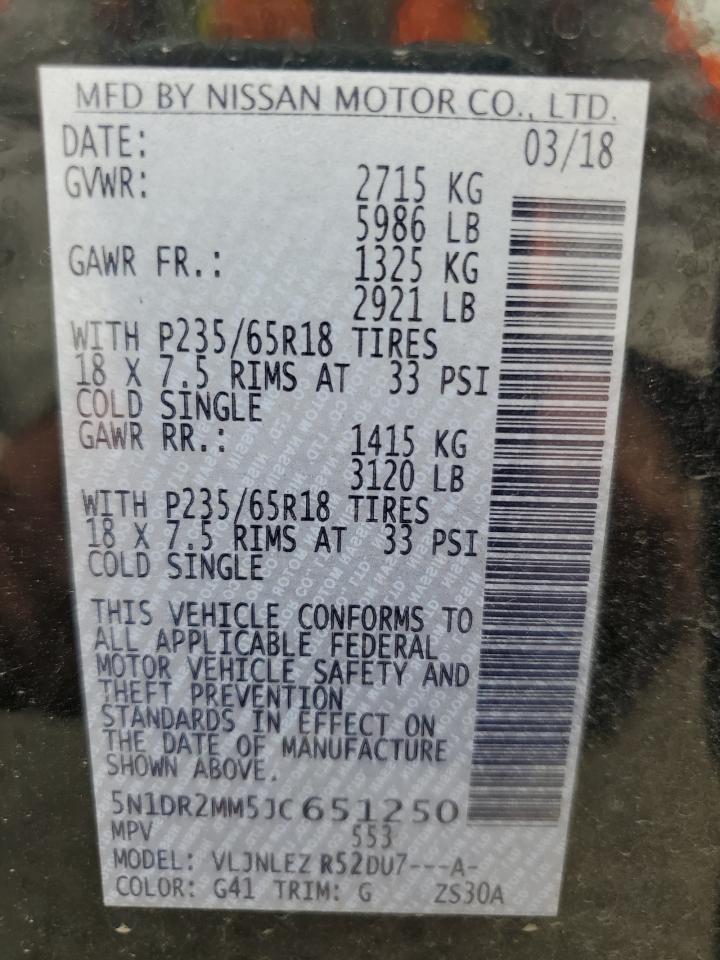 MFD BY NISSAN MOTOR CO., LTD.
DATE: 03/18
GVWR: 2715 KG
5986 LB
GAWR FR.: 1325 KG
2921 LB
WITH P235/65R18 TIRES
18 X 7.5 RIMS AT 33 PSI
COLD SINGLE
GAWR RR.: 1415 KG
3120 LB
WITH P235/65R18 TIRES
18 X 7.5 RIMS AT 33 PSI
COLD SINGLE
THIS VEHICLE CONFORMS TO
ALL APPLICABLE FEDERAL
MOTOR VEHICLE SAFETY AND
THEFT PREVENTION
STANDARDS IN EFFECT ON
THE DATE OF MANUFACTURE
SHOWN ABOVE.
5N1DR2MM5JC651250
MPV 553
MODEL: VLJNLEZ R52DU7---A-
COLOR: G41 TRIM: G ZS30A